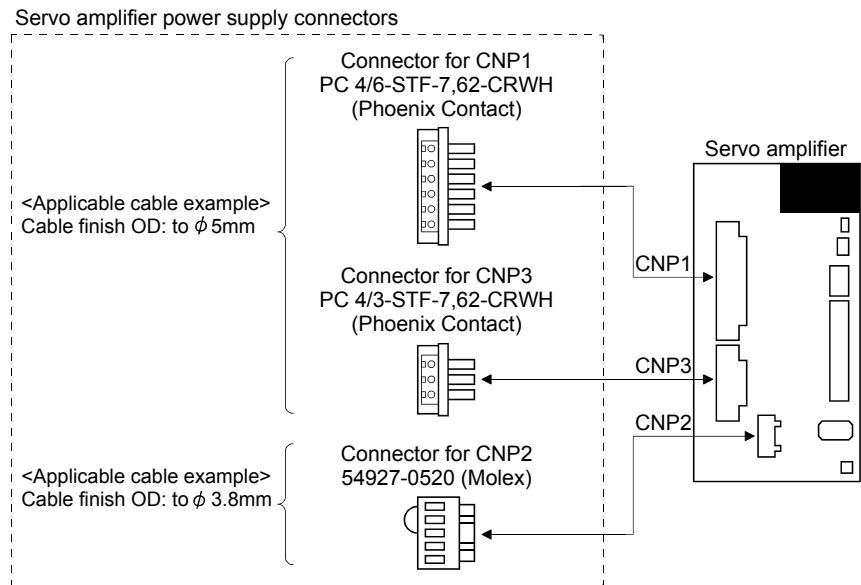 Servo amplifier power supply connectors
Connector for CNP1
PC 4/6-STF-7,62-CRWH
(Phoenix Contact)
Servo amplifier
<Applicable cable example>
Cable finish OD: to φ5mm
CNP1
Connector for CNP3
PC 4/3-STF-7,62-CRWH
(Phoenix Contact)
CNP3
CNP2
Connector for CNP2
54927-0520 (Molex)
<Applicable cable example>
Cable finish OD: to φ 3.8mm